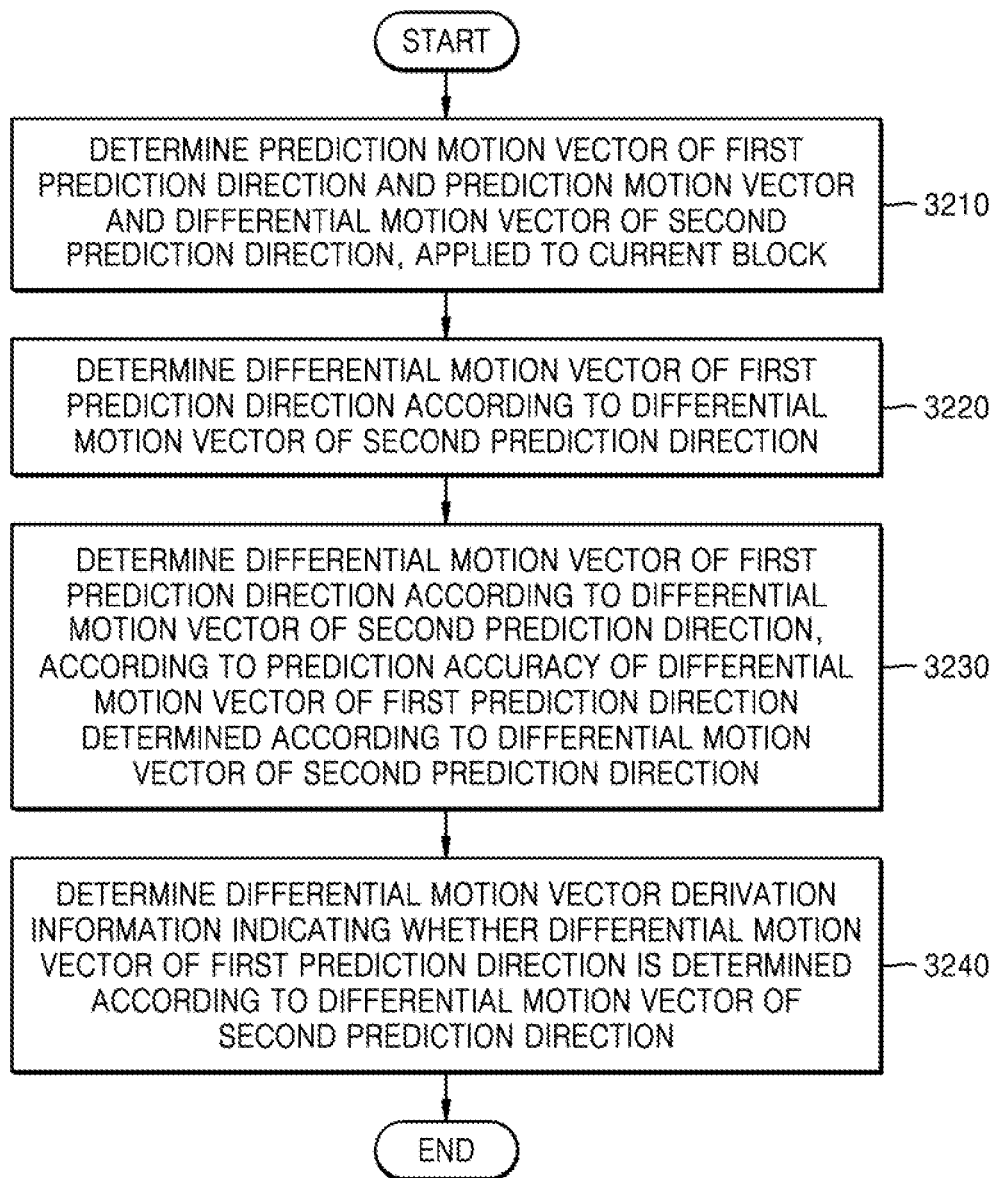 START
DETERMINE PREDICTION MOTION VECTOR OF FIRST
PREDICTION DIRECTION AND PREDICTION MOTION VECTOR
AND DIFFERENTIAL MOTION VECTOR OF SECOND
PREDICTION DIRECTION, APPLIED TO CURRENT BLOCK
3210
DETERMINE DIFFERENTIAL MOTION VECTOR OF FIRST
PREDICTION DIRECTION ACCORDING TO DIFFERENTIAL
MOTION VECTOR OF SECOND PREDICTION DIRECTION
3220
DETERMINE DIFFERENTIAL MOTION VECTOR OF FIRST
PREDICTION DIRECTION ACCORDING TO DIFFERENTIAL
MOTION VECTOR OF SECOND PREDICTION DIRECTION,
ACCORDING TO PREDICTION ACCURACY OF DIFFERENTIAL
MOTION VECTOR OF FIRST PREDICTION DIRECTION
DETERMINED ACCORDING TO DIFFERENTIAL MOTION
VECTOR OF SECOND PREDICTION DIRECTION
3230
DETERMINE DIFFERENTIAL MOTION VECTOR DERIVATION
INFORMATION INDICATING WHETHER DIFFERENTIAL MOTION
VECTOR OF FIRST PREDICTION DIRECTION IS DETERMINED
ACCORDING TO DIFFERENTIAL MOTION VECTOR OF
SECOND PREDICTION DIRECTION
3240
END